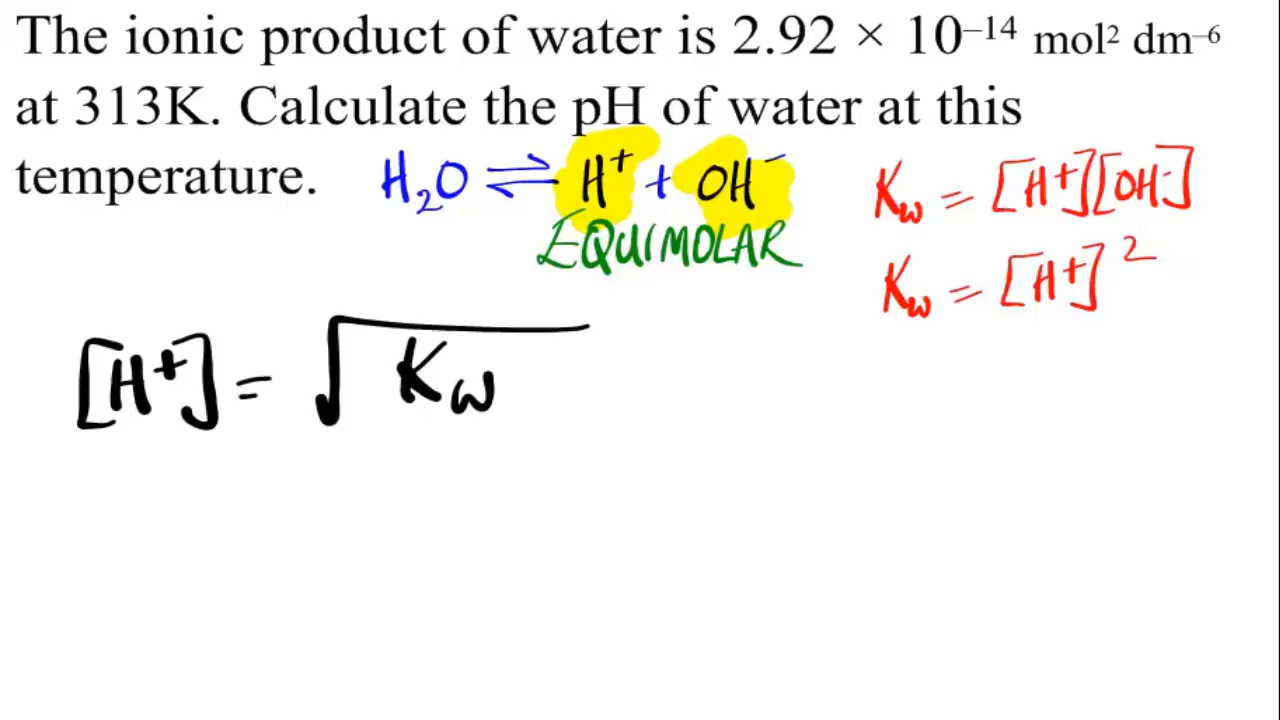 The ionic product of water is 2.92 × 10⁻¹⁴ mol² dm⁻⁶
at 313K. Calculate the pH of water at this
temperature. H₂O ⇌ H⁺ + OH⁻
EQUIMOLAR
Kw = [H⁺][OH⁻]
Kw = [H⁺]²
[H⁺] = √Kw